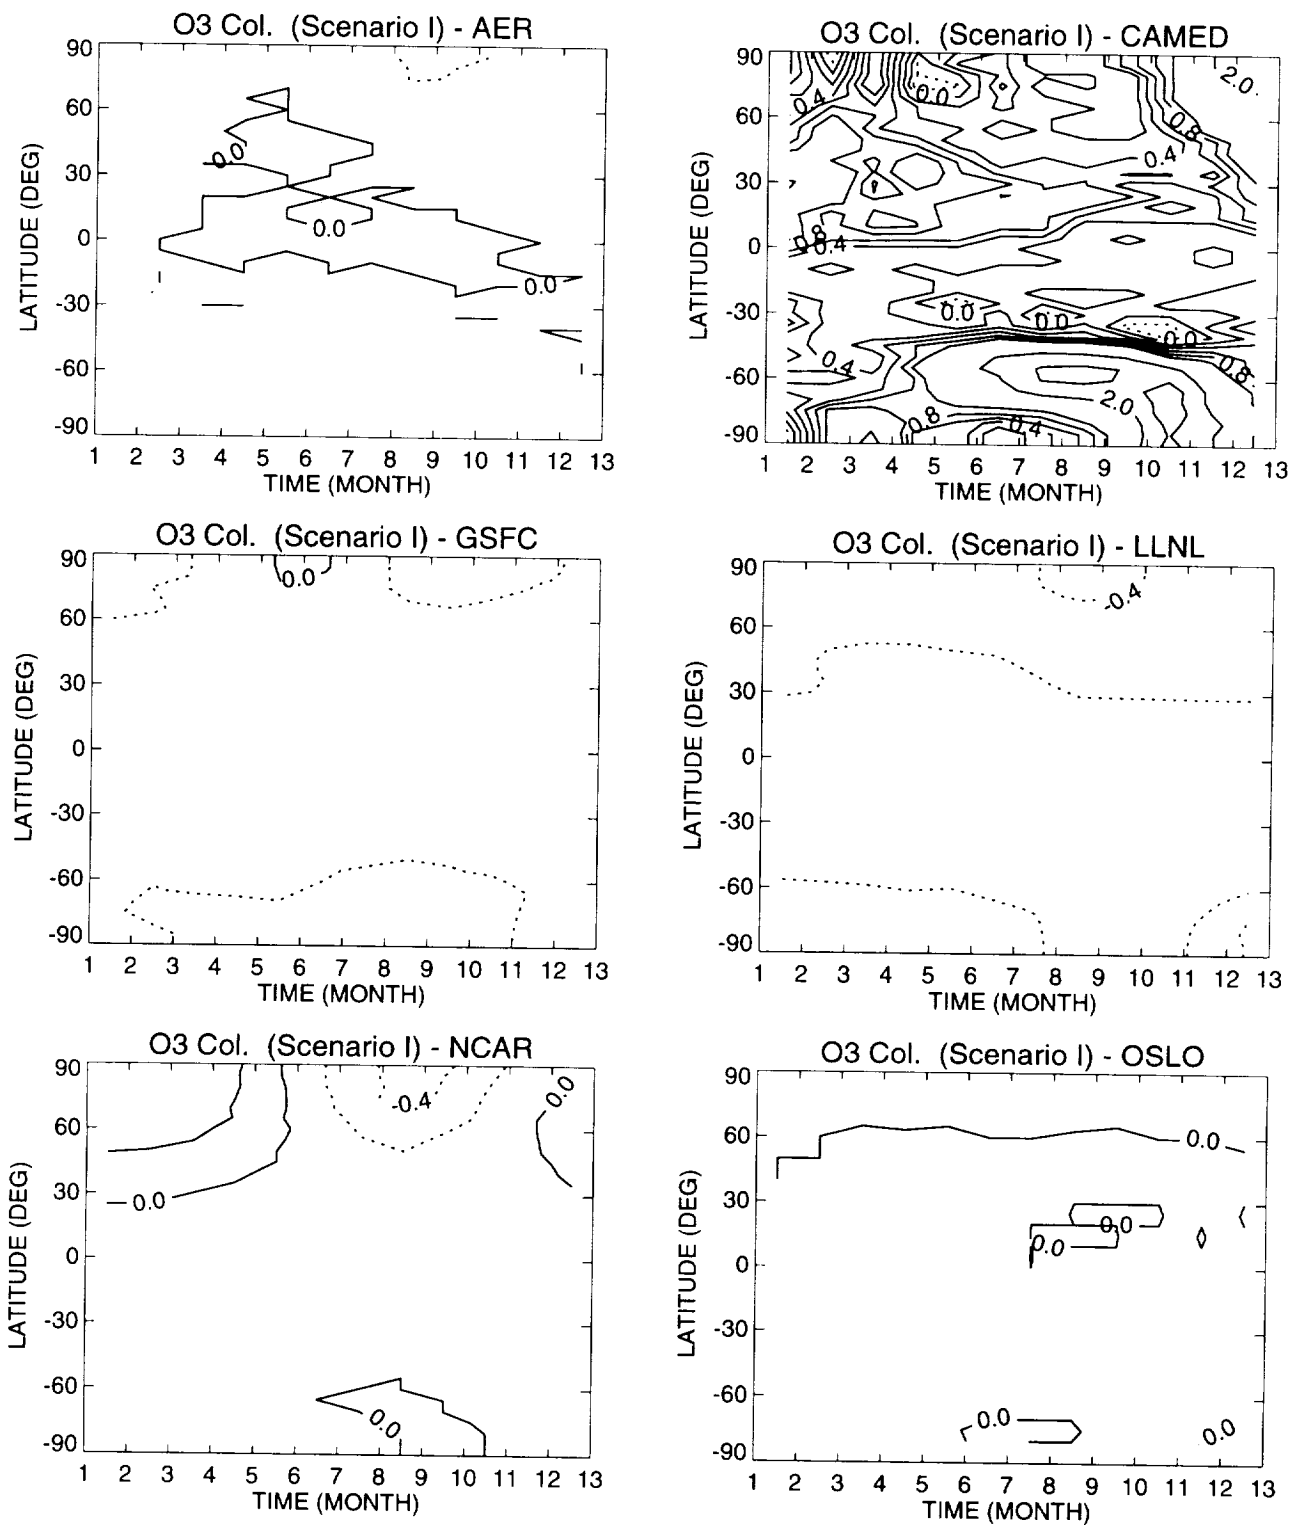 O3 Col. (Scenario I) - AER
90
60
30
0
-30
-60
-90
LATITUDE (DEG)
0.0
0.0
0.0
1 2 3 4 5 6 7 8 9 10 11 12 13
TIME (MONTH)
O3 Col. (Scenario I) - CAMED
90
60
30
0
-30
-60
-90
LATITUDE (DEG)
0.4
0.0
2.0
0.8
0.4
0.8
0.4
0.0
0.0
0.0
0.4
0.8
2.0
0.8
0.4
1 2 3 4 5 6 7 8 9 10 11 12 13
TIME (MONTH)
O3 Col. (Scenario I) - GSFC
90
60
30
0
-30
-60
-90
LATITUDE (DEG)
0.0
1 2 3 4 5 6 7 8 9 10 11 12 13
TIME (MONTH)
O3 Col. (Scenario I) - LLNL
90
60
30
0
-30
-60
-90
LATITUDE (DEG)
-0.4
1 2 3 4 5 6 7 8 9 10 11 12 13
TIME (MONTH)
O3 Col. (Scenario I) - NCAR
90
60
30
0
-30
-60
-90
LATITUDE (DEG)
-0.4
0.0
0.0
0.0
1 2 3 4 5 6 7 8 9 10 11 12 13
TIME (MONTH)
O3 Col. (Scenario I) - OSLO
90
60
30
0
-30
-60
-90
LATITUDE (DEG)
0.0
0.0
0.0
0.0
0.0
1 2 3 4 5 6 7 8 9 10 11 12 13
TIME (MONTH)